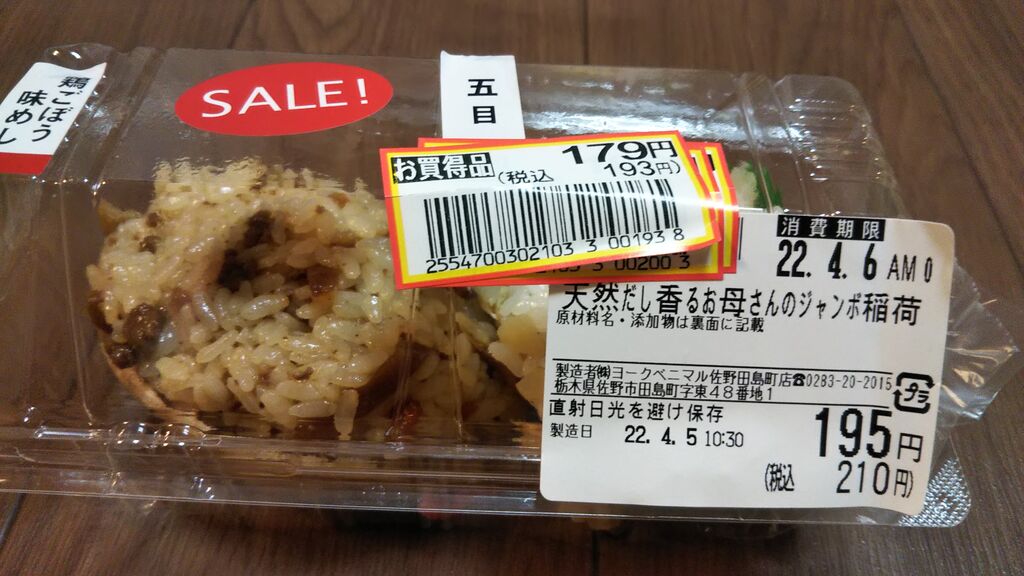 鶏ごぼう
味めし
SALE!
五目
お買得品
179円
(税込 193円)
2554700302103 3 00193 8
3 00200 3
消費期限
22. 4. 6 AM 0
天然だし香るお母さんのジャンボ稲荷
原材料名・添加物は裏面に記載
製造者㈱ヨークベニマル佐野田島町店☎0283-20-2015
栃木県佐野市田島町字東48番地1
プラ
直射日光を避け保存
製造日 22. 4. 5 10:30
195円
(税込 210円)